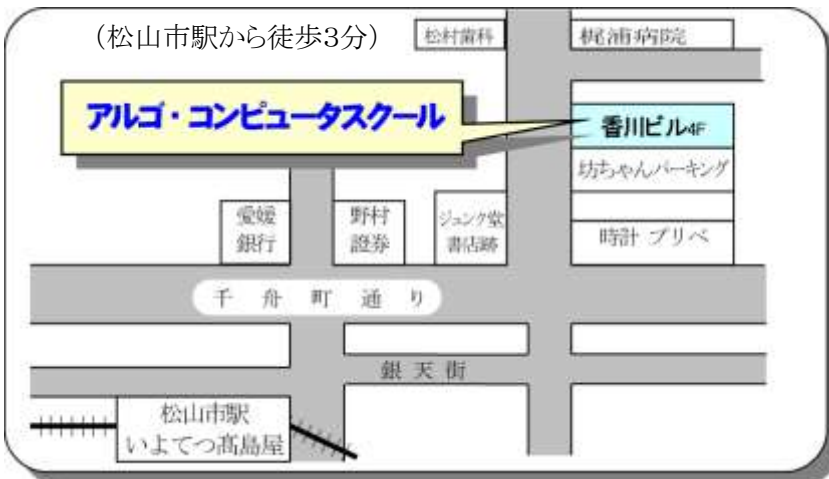 （松山市駅から徒歩3分）
松村歯科
梶浦病院
アルゴ・コンピュータスクール
香川ビル4F
坊ちゃんパーキング
愛媛
銀行
野村
證券
ジュンク堂
書店跡
時計 プリベ
千舟町通り
銀天街
松山市駅
いよてつ髙島屋